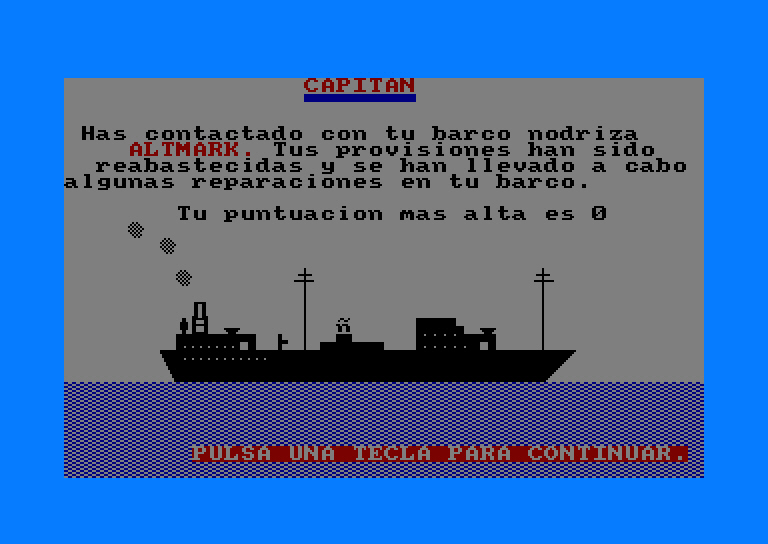 CAPITAN
Has contactado con tu barco nodriza
ALTMARK. Tus provisiones han sido
reabastecidas y se han llevado a cabo
algunas reparaciones en tu barco.
Tu puntuacion mas alta es 0
PULSA UNA TECLA PARA CONTINUAR.